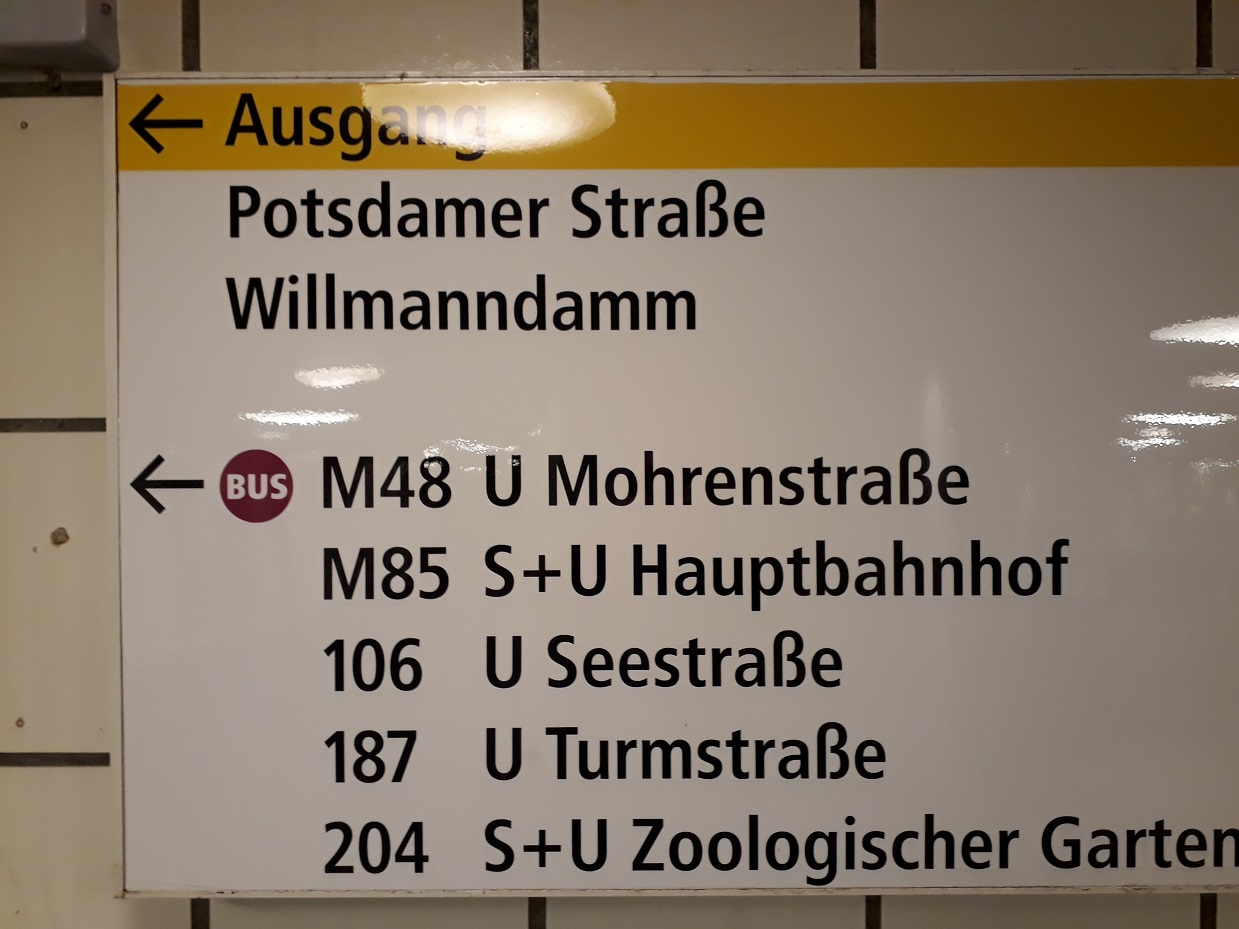 ← Ausgang
Potsdamer Straße
Willmanndamm
← BUS M48 U Mohrenstraße
M85 S+U Hauptbahnhof
106 U Seestraße
187 U Turmstraße
204 S+U Zoologischer Garten